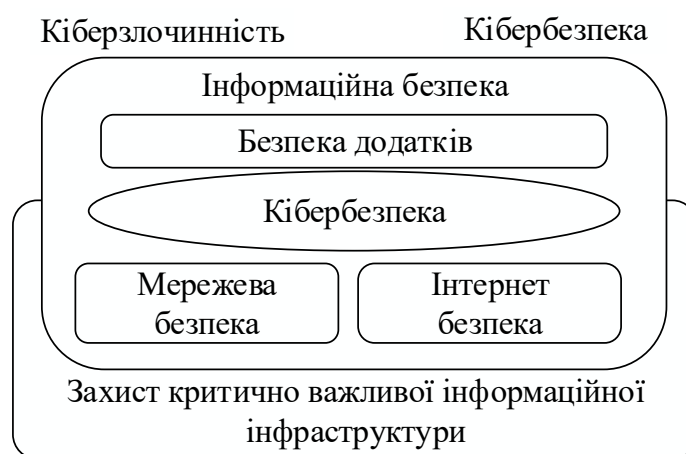 Кіберзлочинність
Кібербезпека
Інформаційна безпека
Безпека додатків
Кібербезпека
Мережева
безпека
Інтернет
безпека
Захист критично важливої інформаційної
інфраструктури